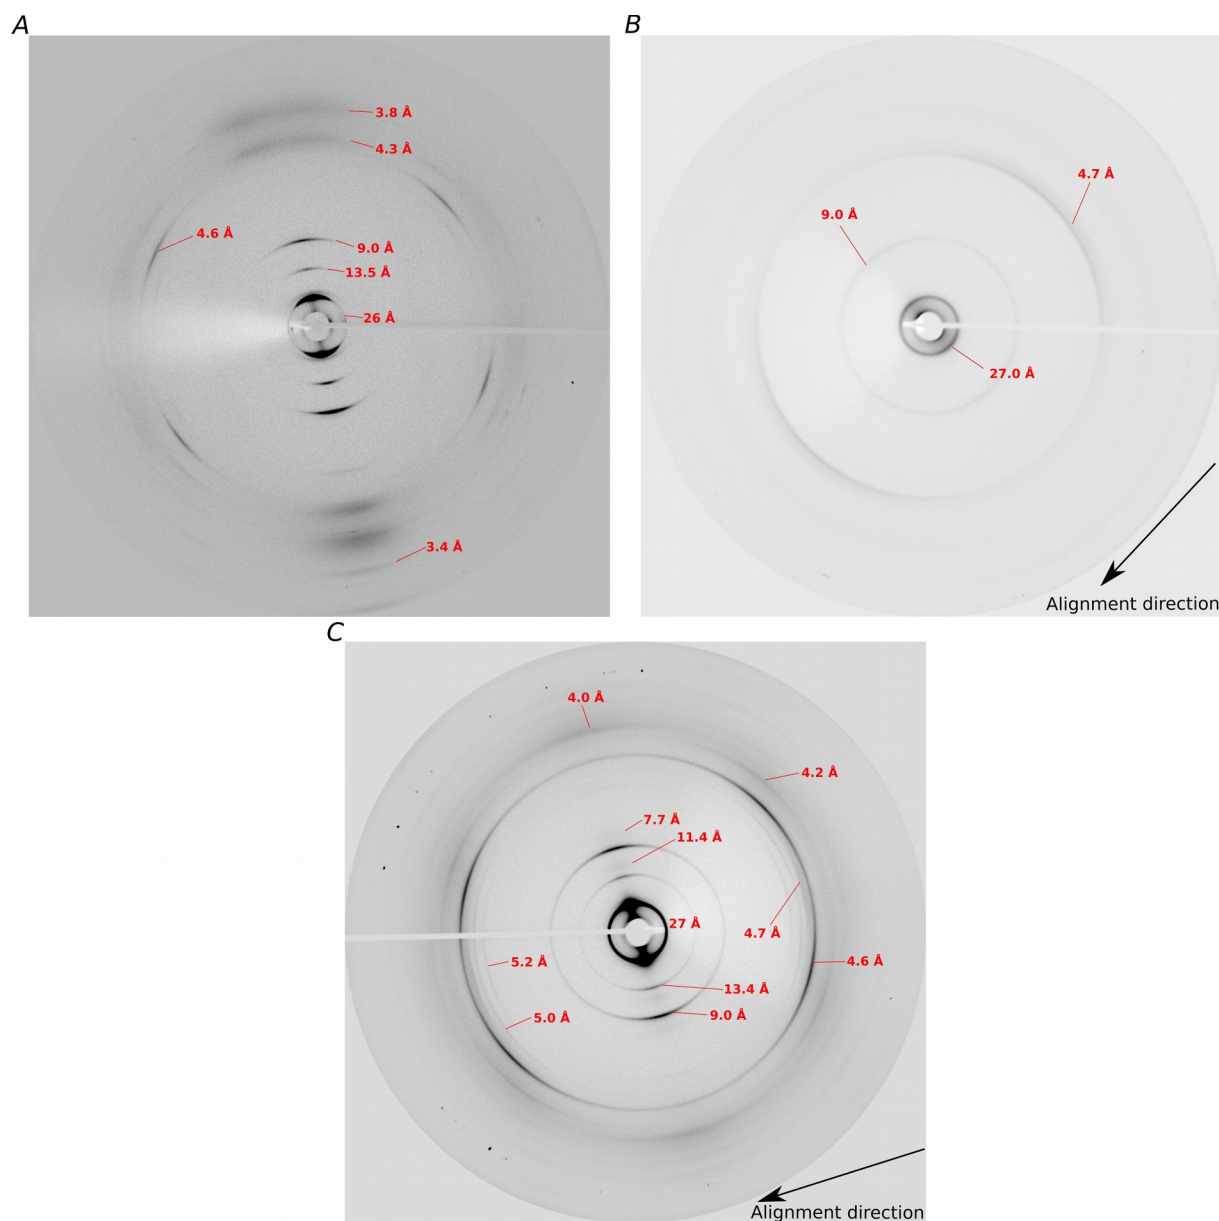 A
3.8 Å
4.3 Å
4.6 Å
9.0 Å
13.5 Å
26 Å
3.4 Å
B
4.7 Å
9.0 Å
27.0 Å
Alignment direction
C
4.0 Å
4.2 Å
7.7 Å
11.4 Å
27 Å
4.7 Å
5.2 Å
4.6 Å
13.4 Å
5.0 Å
9.0 Å
Alignment direction